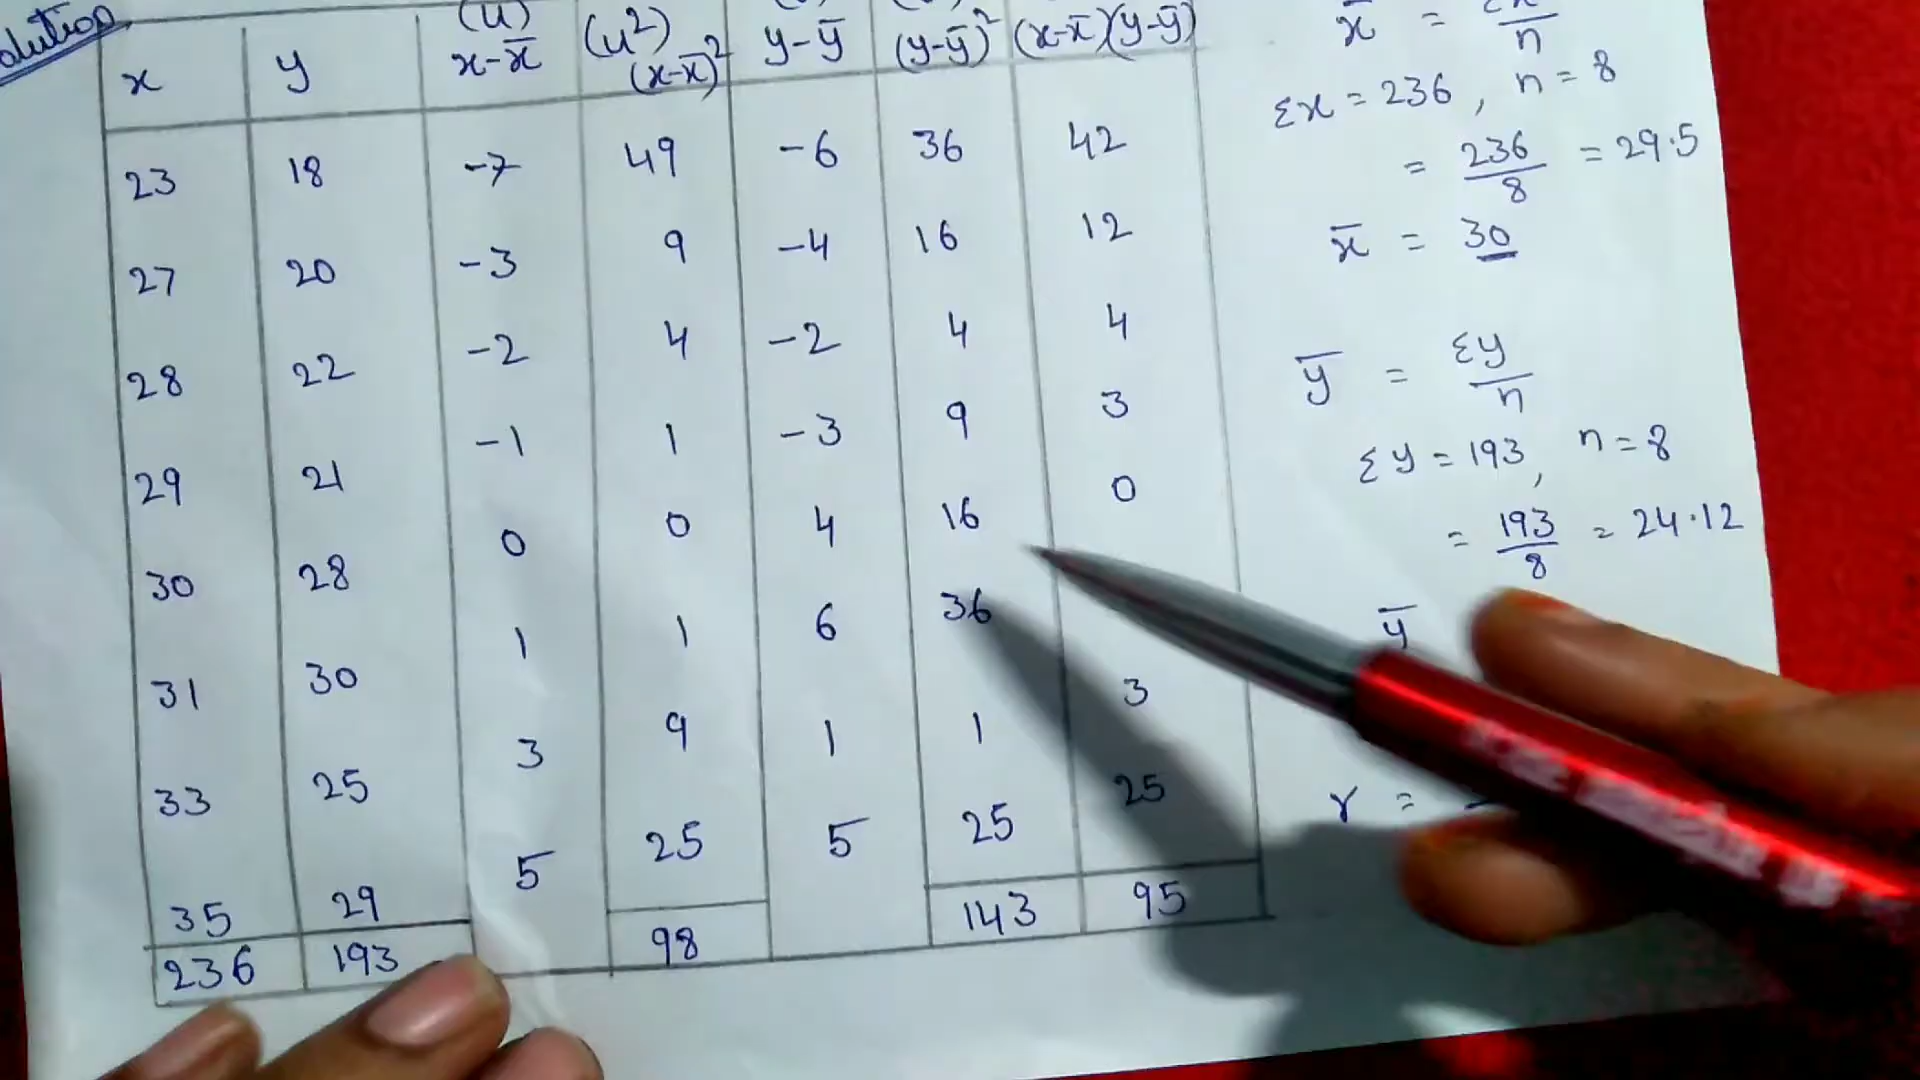 olution
x y (u) x-x̅ (u²) (x-x̅)² y-y̅ (y-y̅)² (x-x̅)(y-y̅)
23 18 -7 49 -6 36 42
27 20 -3 9 -4 16 12
28 22 -2 4 -2 4 4
29 21 -1 1 -3 9 3
30 28 0 0 4 16 0
31 30 1 1 6 36
33 25 3 9 1 1 3
35 29 5 25 5 25 25
236 193 98 143 95
x̅ = Σx/n
Σx = 236, n = 8
= 236/8 = 29.5
x̅ = 30
y̅ = Σy/n
Σy = 193, n = 8
= 193/8 = 24.12
y̅
r =